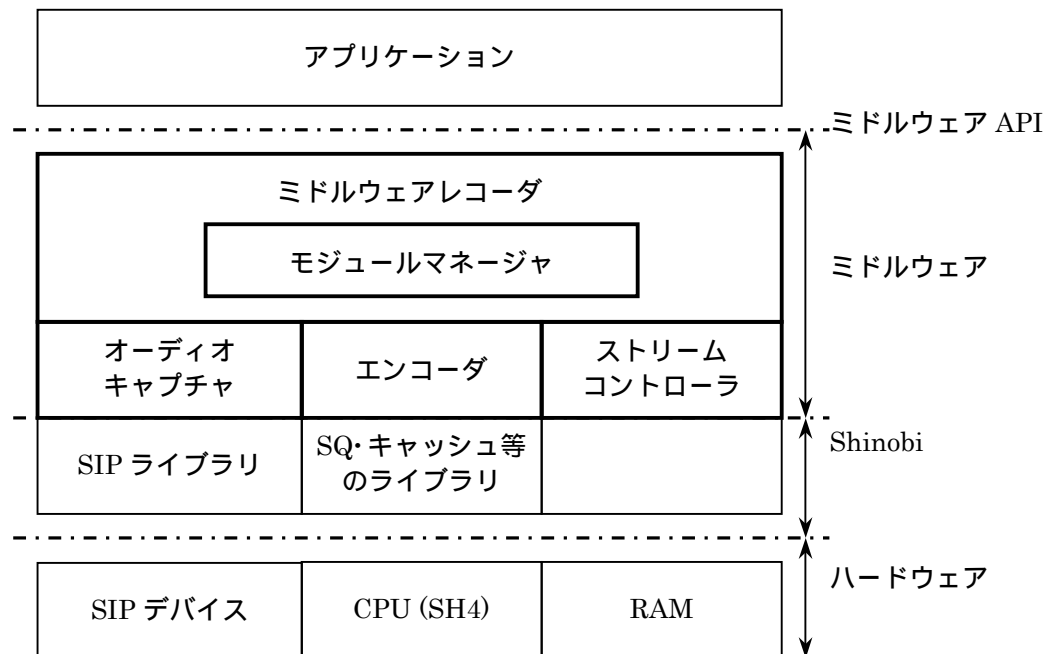 アプリケーション
ミドルウェア API
ミドルウェアレコーダ
モジュールマネージャ
ミドルウェア
オーディオ
キャプチャ
エンコーダ
ストリーム
コントローラ
Shinobi
SIP ライブラリ
SQ・キャッシュ等
のライブラリ
ハードウェア
SIP デバイス
CPU (SH4)
RAM